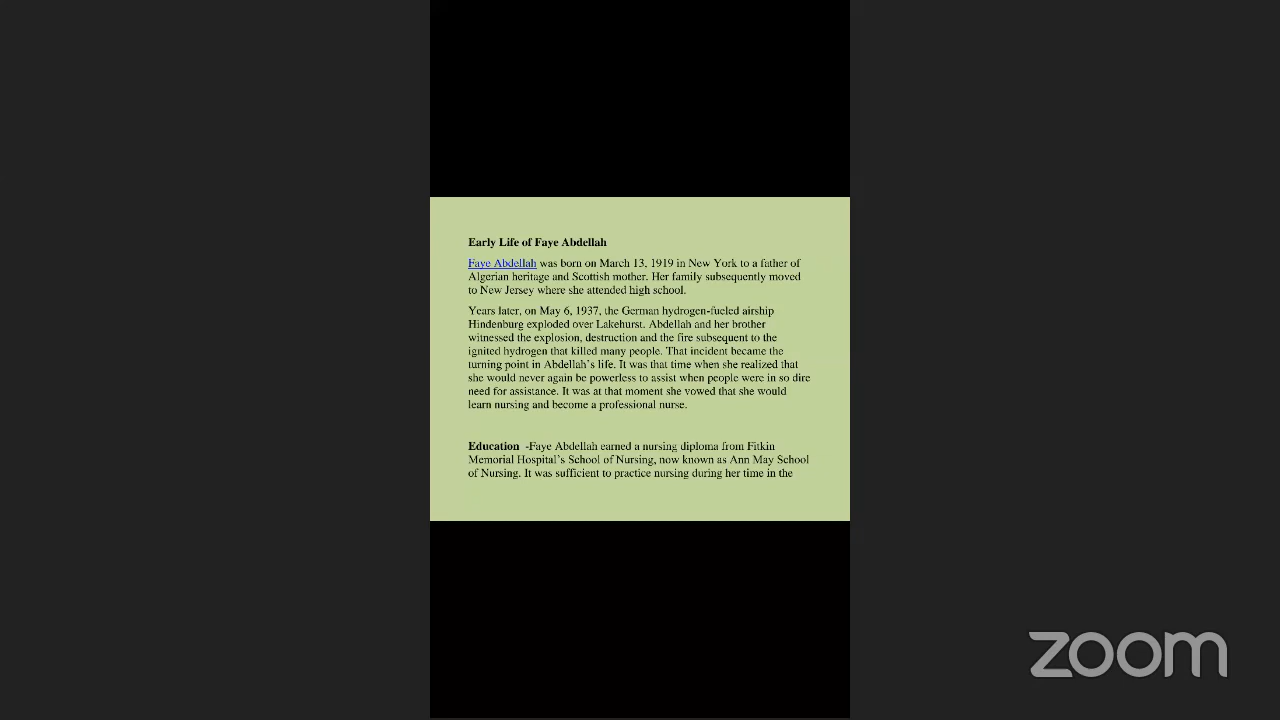 Early Life of Faye Abdellah
Faye Abdellah was born on March 13, 1919 in New York to a father of
Algerian heritage and Scottish mother. Her family subsequently moved
to New Jersey where she attended high school.
Years later, on May 6, 1937, the German hydrogen-fueled airship
Hindenburg exploded over Lakehurst. Abdellah and her brother
witnessed the explosion, destruction and the fire subsequent to the
ignited hydrogen that killed many people. That incident became the
turning point in Abdellah's life. It was that time when she realized that
she would never again be powerless to assist when people were in so dire
need for assistance. It was at that moment she vowed that she would
learn nursing and become a professional nurse.
Education -Faye Abdellah earned a nursing diploma from Fitkin
Memorial Hospital's School of Nursing, now known as Ann May School
of Nursing. It was sufficient to practice nursing during her time in the
zoom